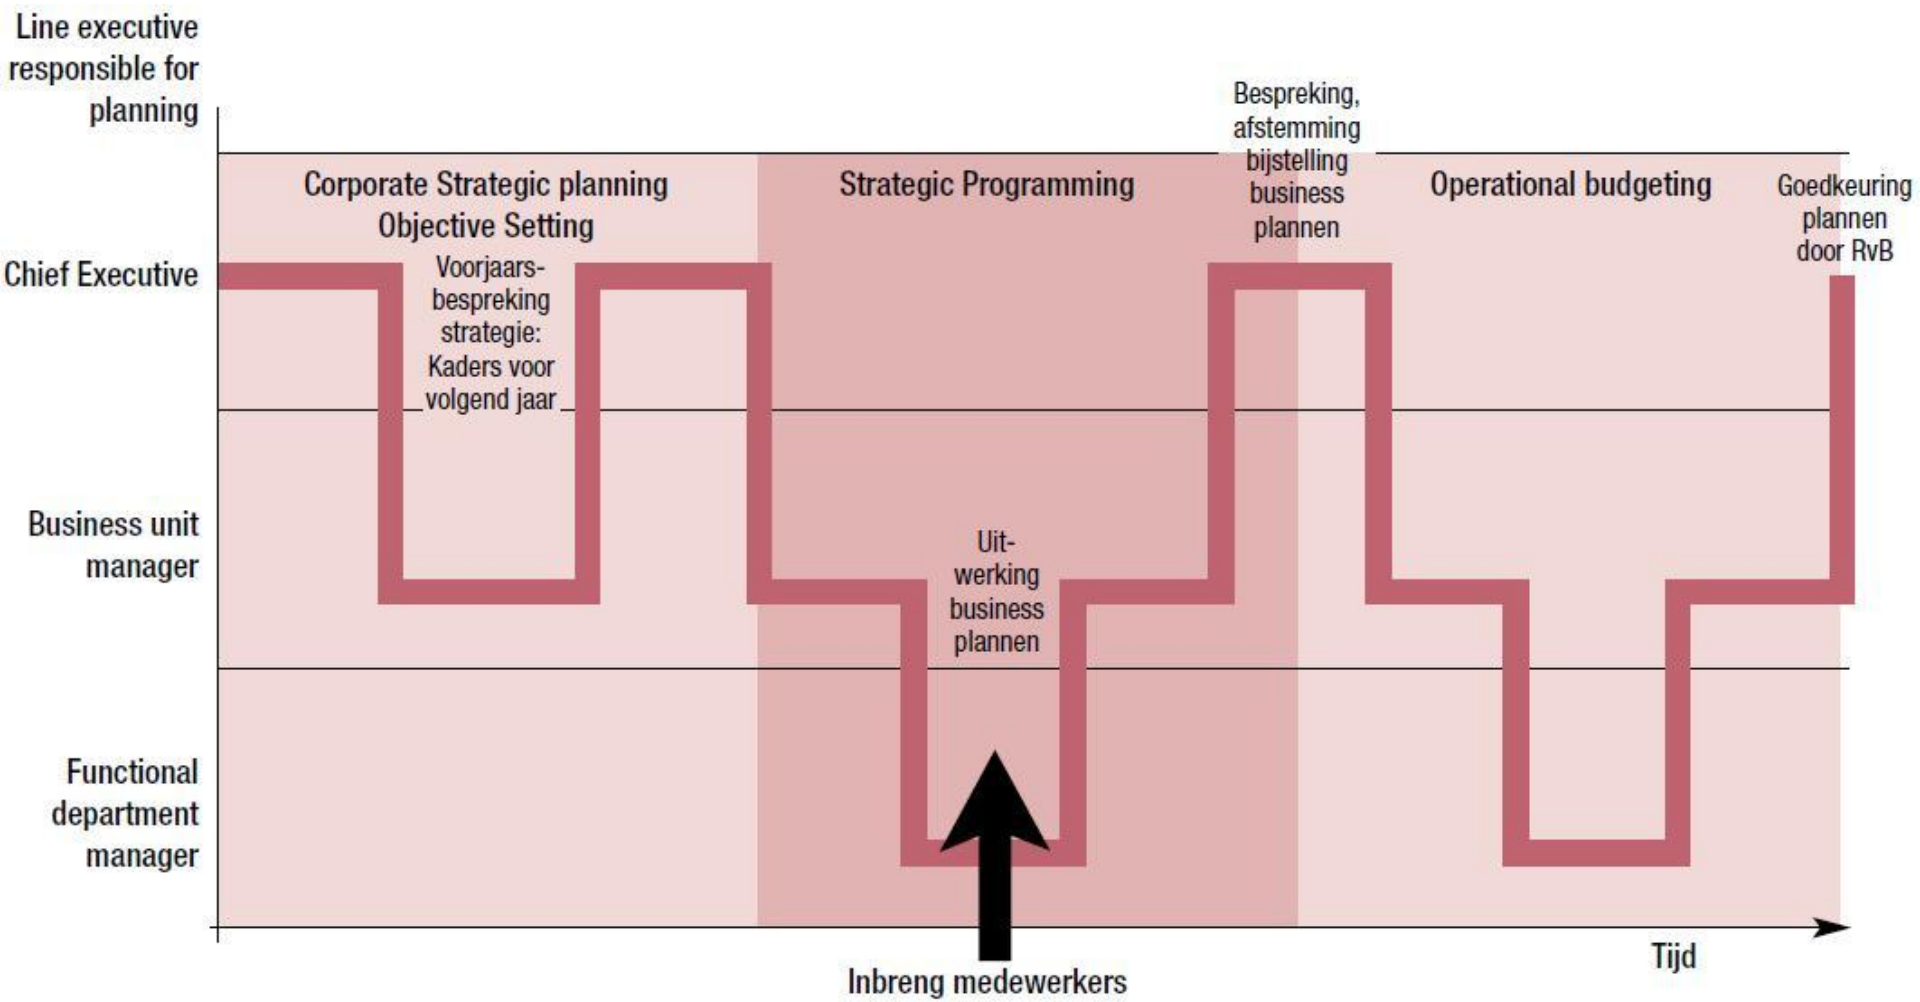 Line executive
responsible for
planning
Chief Executive
Business unit
manager
Functional
department
manager
Corporate Strategic planning
Objective Setting
Voorjaars-
bespreking
strategie:
Kaders voor
volgend jaar
Strategic Programming
Uit-
werking
business
plannen
Bespreking,
afstemming
bijstelling
business
plannen
Operational budgeting
Goedkeuring
plannen
door RvB
Tijd
Inbreng medewerkers